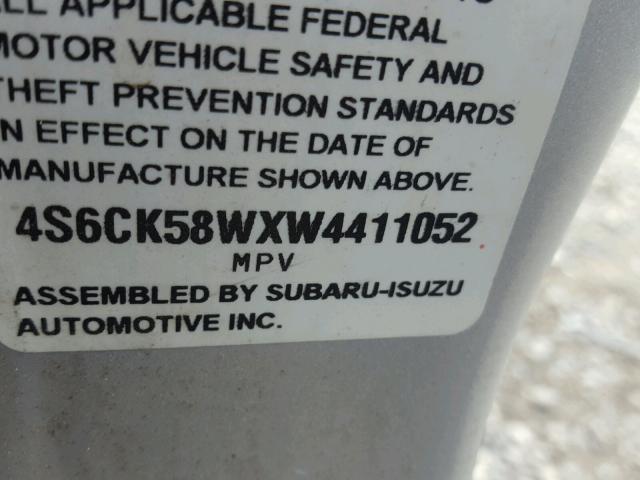 ALL APPLICABLE FEDERAL
MOTOR VEHICLE SAFETY AND
THEFT PREVENTION STANDARDS
IN EFFECT ON THE DATE OF
MANUFACTURE SHOWN ABOVE.
4S6CK58WXW4411052
MPV
ASSEMBLED BY SUBARU-ISUZU
AUTOMOTIVE INC.